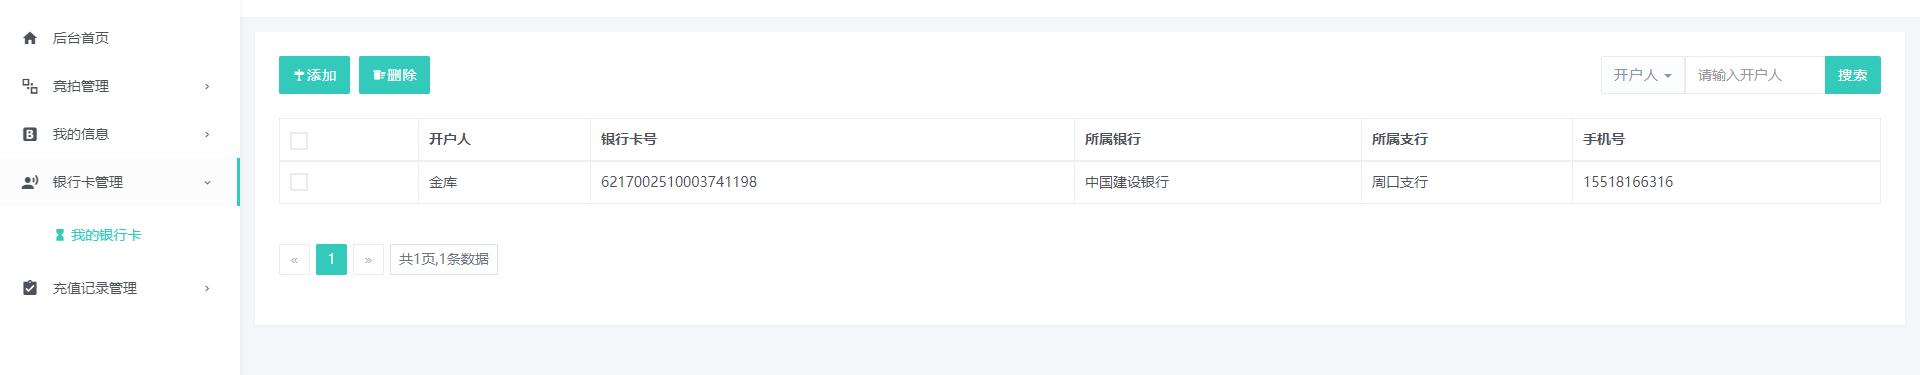 后台首页
竞拍管理
我的信息
银行卡管理
我的银行卡
充值记录管理
添加 删除 开户人 请输入开户人 搜索
开户人 银行卡号 所属银行 所属支行 手机号
金库 6217002510003741198 中国建设银行 周口支行 15518166316
« 1 » 共1页,1条数据